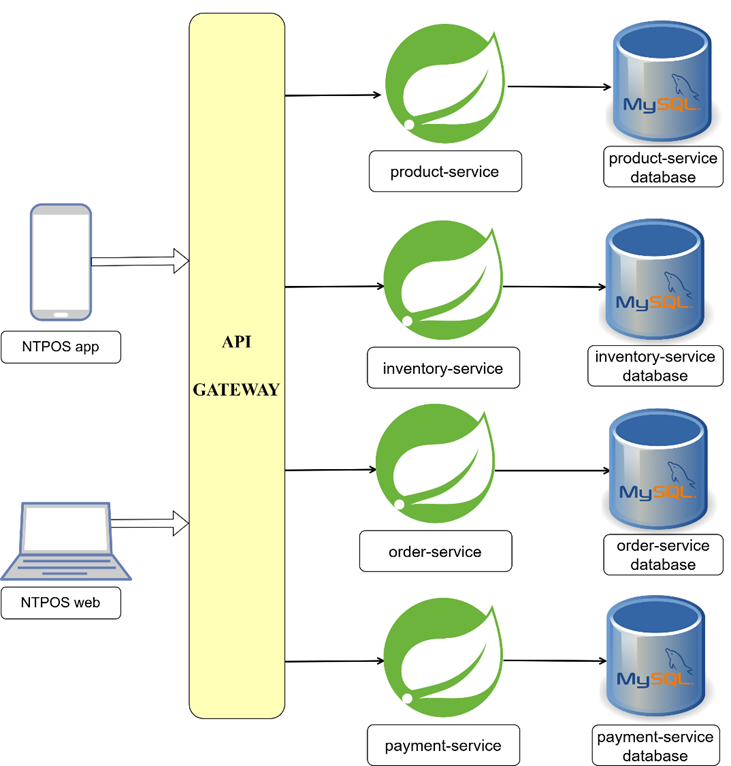 MySQL
product-service
product-service
database
NTPOS app
MySQL
inventory-service
inventory-service
database
API
GATEWAY
MySQL
order-service
order-service
database
NTPOS web
MySQL
payment-service
payment-service
database